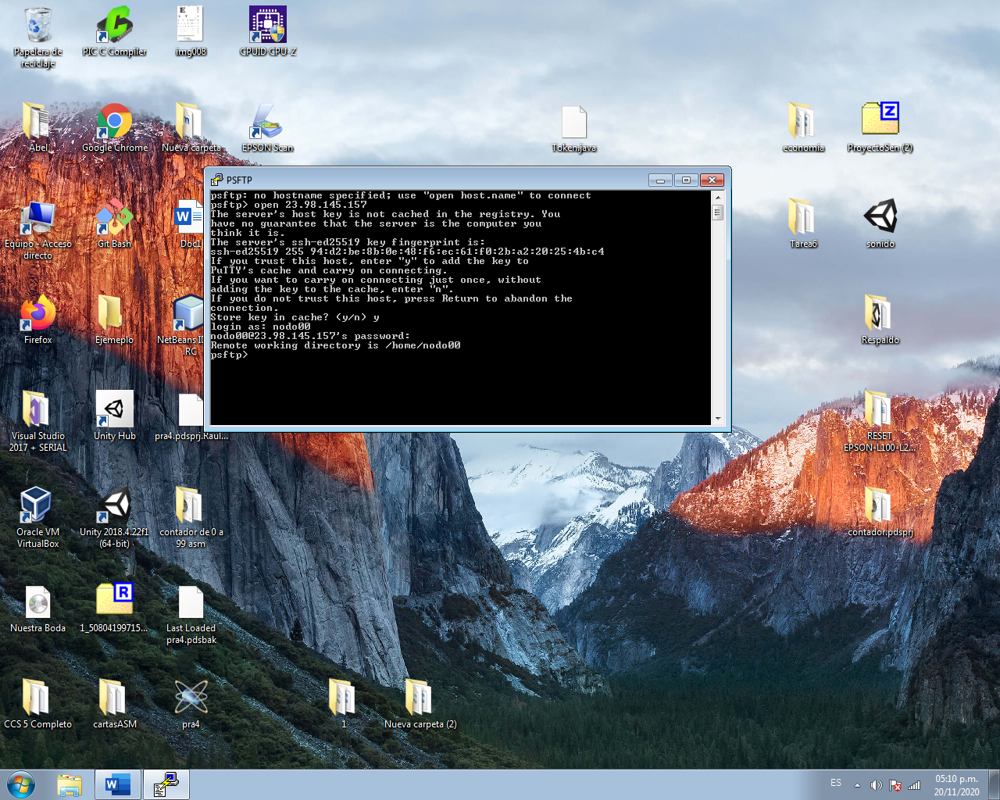 Papelera de
reciclaje
PIC C Compiler
img008
CPUID CPU-Z
Abel
Google Chrome
Nueva carpeta
EPSON Scan
Token.java
economia
ProyectoSen (2)
Equipo - Acceso
directo
Git Bash
Doc1
Tarea6
sonido
PSFTP
psftp: no hostname specified; use "open host.name" to connect
psftp> open 23.98.145.157
The server's host key is not cached in the registry. You
have no guarantee that the server is the computer you
think it is.
The server's ssh-ed25519 key fingerprint is:
ssh-ed25519 255 94:d2:be:8b:0e:48:f6:ec:61:f0:2b:a2:20:25:4b:c4
If you trust this host, enter "y" to add the key to
PuTTY's cache and carry on connecting.
If you want to carry on connecting just once, without
adding the key to the cache, enter "n".
If you do not trust this host, press Return to abandon the
connection.
Store key in cache? (y/n) y
login as: nodo00
nodo00@23.98.145.157's password:
Remote working directory is /home/nodo00
psftp>
Firefox
Ejemeplo
NetBeans I
RC
Respaldo
Visual Studio
2017 + SERIAL
Unity Hub
pra4.pdsprj.Raul...
RESET
EPSON-L100-L2...
Oracle VM
VirtualBox
Unity 2018.4.22f1
(64-bit)
contador de 0 a
99 asm
contador.pdsprj
Nuestra Boda
1_50804199715...
Last Loaded
pra4.pdsbak
CCS 5 Completo
cartasASM
pra4
1
Nueva carpeta (2)
ES
05:10 p.m.
20/11/2020